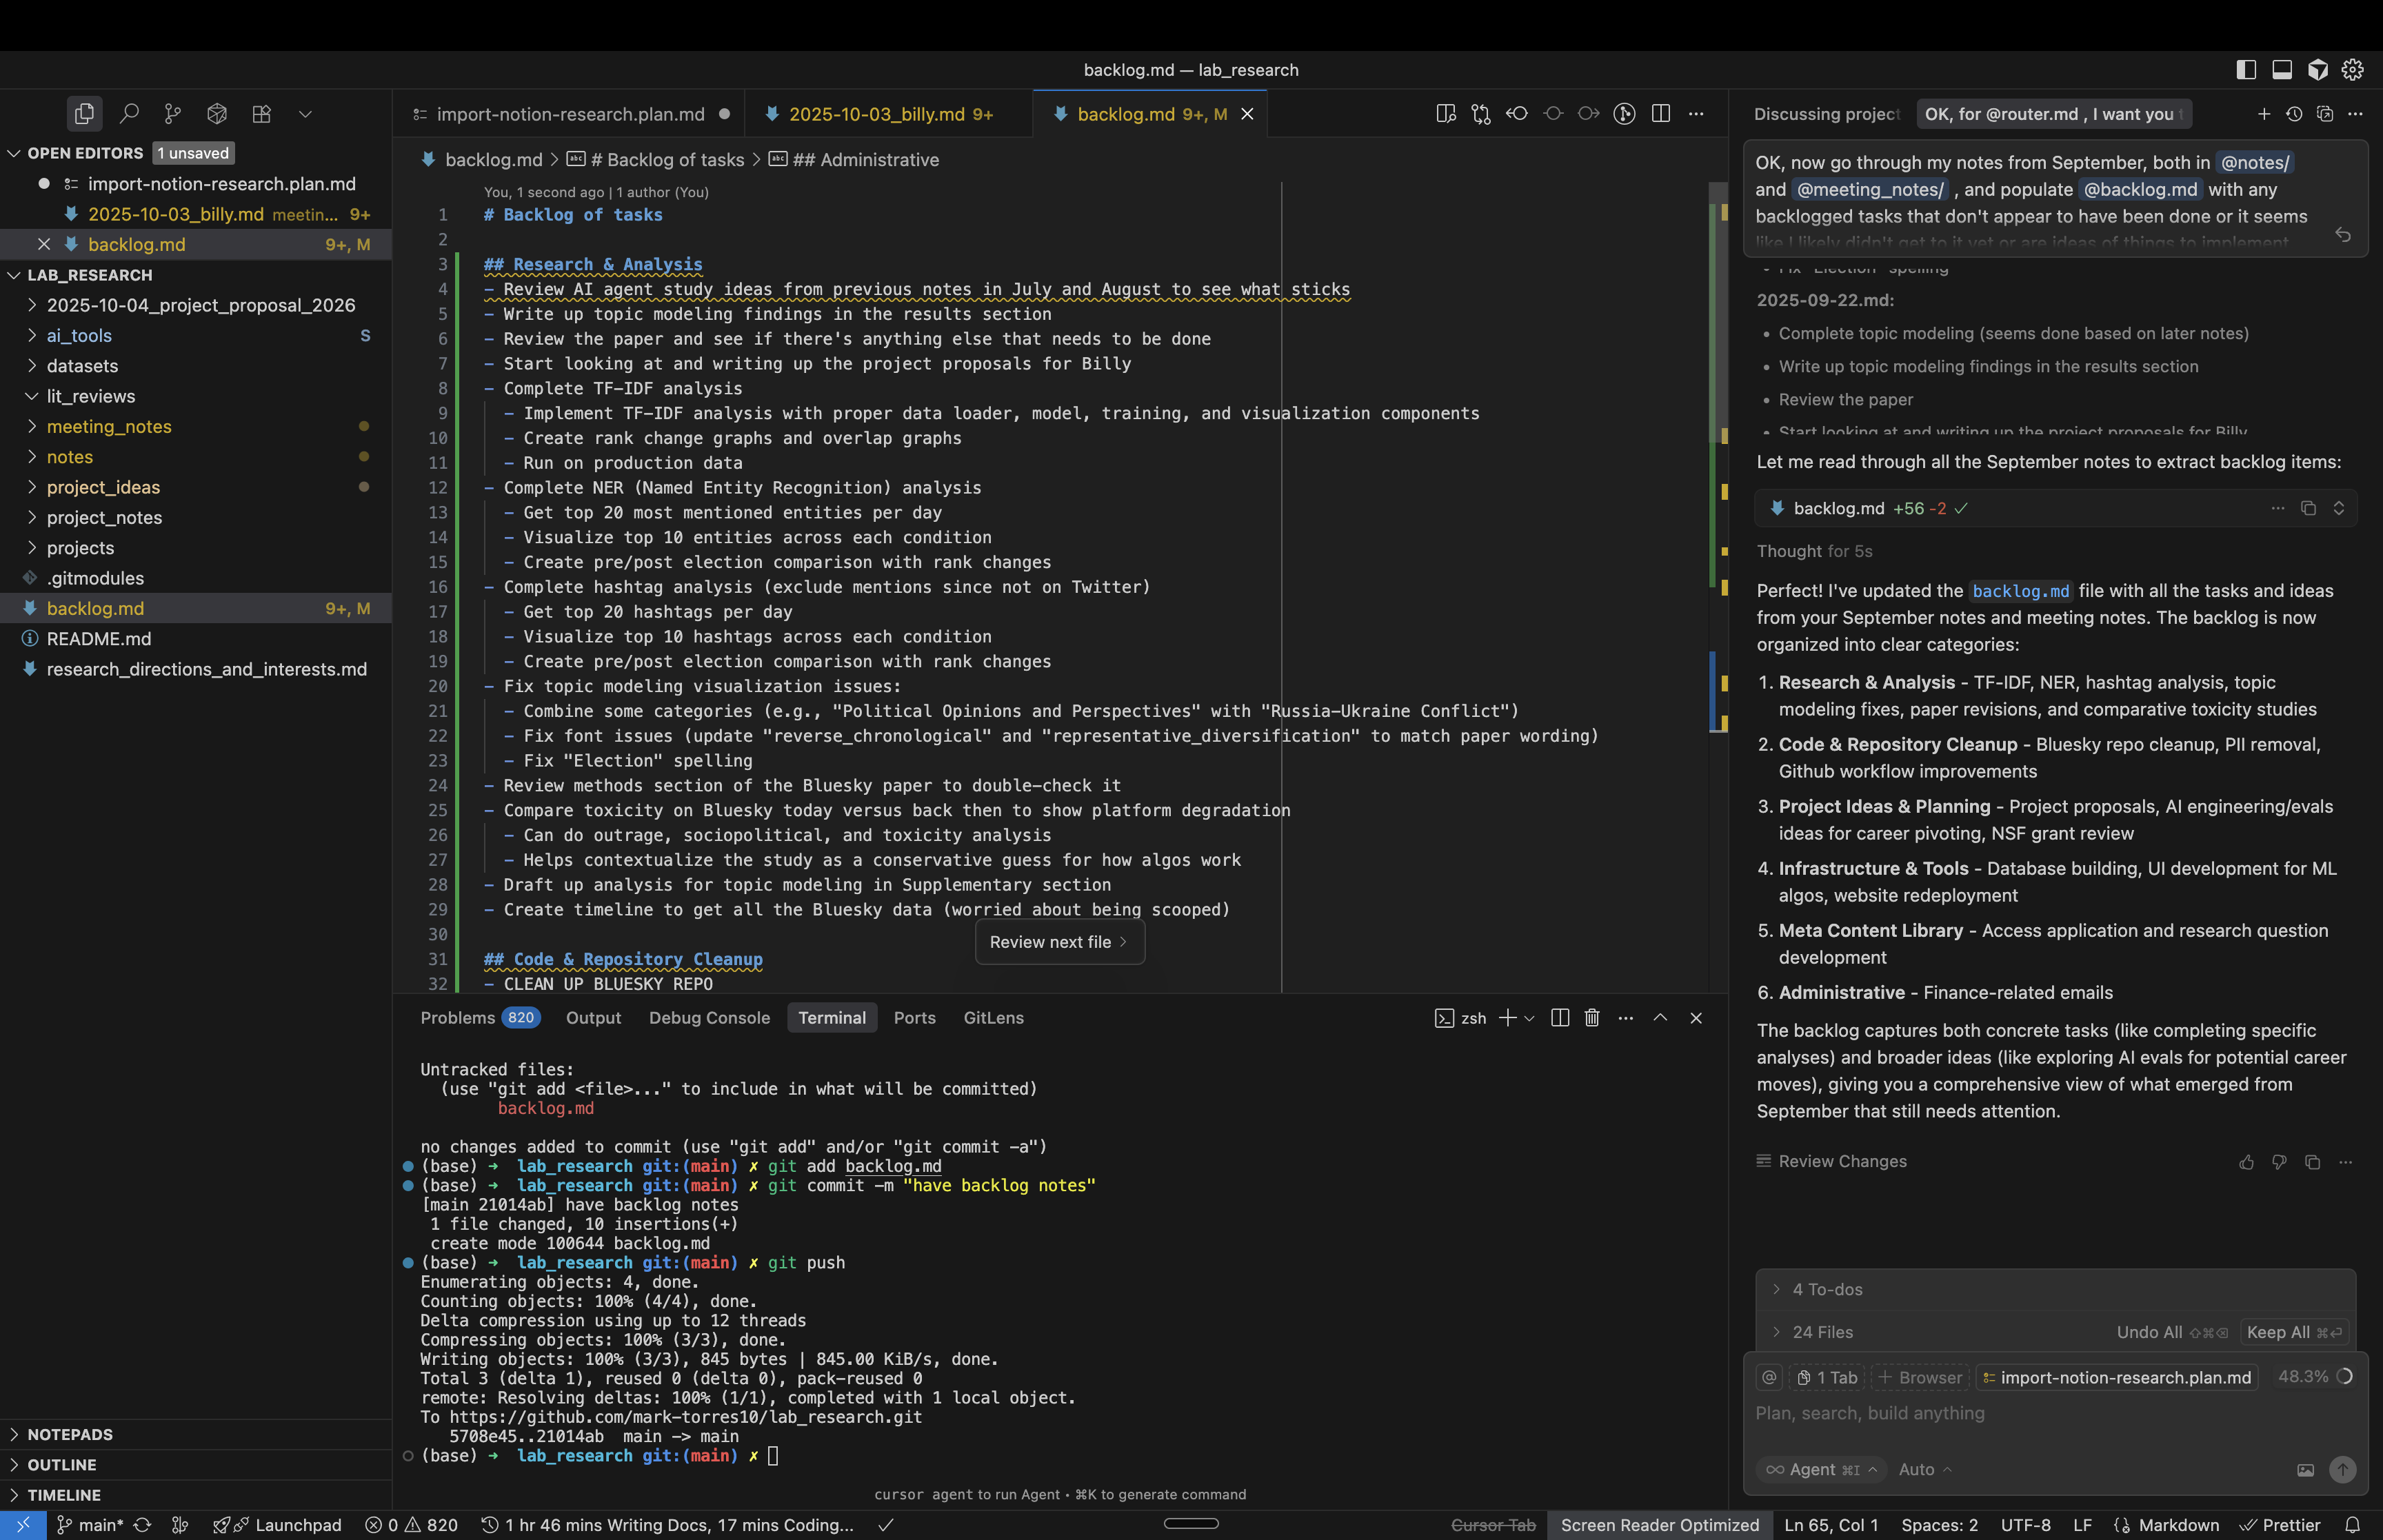 backlog.md — lab_research
OPEN EDITORS 1 unsaved
import-notion-research.plan.md
2025-10-03_billy.md meetin... 9+
backlog.md 9+, M
LAB_RESEARCH
2025-10-04_project_proposal_2026
ai_tools S
datasets
lit_reviews
meeting_notes
notes
project_ideas
project_notes
projects
.gitmodules
backlog.md 9+, M
README.md
research_directions_and_interests.md
NOTEPADS
OUTLINE
TIMELINE
import-notion-research.plan.md
2025-10-03_billy.md 9+
backlog.md 9+, M
backlog.md > # Backlog of tasks > ## Administrative
You, 1 second ago | 1 author (You)
1 # Backlog of tasks
2
3 ## Research & Analysis
4 - Review AI agent study ideas from previous notes in July and August to see what sticks
5 - Write up topic modeling findings in the results section
6 - Review the paper and see if there's anything else that needs to be done
7 - Start looking at and writing up the project proposals for Billy
8 - Complete TF-IDF analysis
9 - Implement TF-IDF analysis with proper data loader, model, training, and visualization components
10 - Create rank change graphs and overlap graphs
11 - Run on production data
12 - Complete NER (Named Entity Recognition) analysis
13 - Get top 20 most mentioned entities per day
14 - Visualize top 10 entities across each condition
15 - Create pre/post election comparison with rank changes
16 - Complete hashtag analysis (exclude mentions since not on Twitter)
17 - Get top 20 hashtags per day
18 - Visualize top 10 hashtags across each condition
19 - Create pre/post election comparison with rank changes
20 - Fix topic modeling visualization issues:
21 - Combine some categories (e.g., "Political Opinions and Perspectives" with "Russia-Ukraine Conflict")
22 - Fix font issues (update "reverse_chronological" and "representative_diversification" to match paper wording)
23 - Fix "Election" spelling
24 - Review methods section of the Bluesky paper to double-check it
25 - Compare toxicity on Bluesky today versus back then to show platform degradation
26 - Can do outrage, sociopolitical, and toxicity analysis
27 - Helps contextualize the study as a conservative guess for how algos work
28 - Draft up analysis for topic modeling in Supplementary section
29 - Create timeline to get all the Bluesky data (worried about being scooped)
30
31 ## Code & Repository Cleanup
32 - CLEAN UP BLUESKY REPO
Review next file
Problems 820 Output Debug Console Terminal Ports GitLens
zsh
Untracked files:
(use "git add <file>..." to include in what will be committed)
backlog.md
no changes added to commit (use "git add" and/or "git commit -a")
(base) ➜ lab_research git:(main) ✗ git add backlog.md
(base) ➜ lab_research git:(main) ✗ git commit -m "have backlog notes"
[main 21014ab] have backlog notes
1 file changed, 10 insertions(+)
create mode 100644 backlog.md
(base) ➜ lab_research git:(main) ✗ git push
Enumerating objects: 4, done.
Counting objects: 100% (4/4), done.
Delta compression using up to 12 threads
Compressing objects: 100% (3/3), done.
Writing objects: 100% (3/3), 845 bytes | 845.00 KiB/s, done.
Total 3 (delta 1), reused 0 (delta 0), pack-reused 0
remote: Resolving deltas: 100% (1/1), completed with 1 local object.
To https://github.com/mark-torres10/lab_research.git
5708e45..21014ab main -> main
(base) ➜ lab_research git:(main) ✗
cursor agent to run Agent • ⌘K to generate command
Discussing project OK, for @router.md , I want you
OK, now go through my notes from September, both in @notes/
and @meeting_notes/ , and populate @backlog.md with any
backlogged tasks that don't appear to have been done or it seems
like I likely didn't get to it yet or are ideas of things to implement
• Fix "Election" spelling
2025-09-22.md:
• Complete topic modeling (seems done based on later notes)
• Write up topic modeling findings in the results section
• Review the paper
• Start looking at and writing up the project proposals for Billy
Let me read through all the September notes to extract backlog items:
backlog.md +56 -2
Thought for 5s
Perfect! I've updated the backlog.md file with all the tasks and ideas
from your September notes and meeting notes. The backlog is now
organized into clear categories:
1. Research & Analysis - TF-IDF, NER, hashtag analysis, topic
modeling fixes, paper revisions, and comparative toxicity studies
2. Code & Repository Cleanup - Bluesky repo cleanup, PII removal,
Github workflow improvements
3. Project Ideas & Planning - Project proposals, AI engineering/evals
ideas for career pivoting, NSF grant review
4. Infrastructure & Tools - Database building, UI development for ML
algos, website redeployment
5. Meta Content Library - Access application and research question
development
6. Administrative - Finance-related emails
The backlog captures both concrete tasks (like completing specific
analyses) and broader ideas (like exploring AI evals for potential career
moves), giving you a comprehensive view of what emerged from
September that still needs attention.
Review Changes
4 To-dos
24 Files Undo All ⇧⌘⌫ Keep All ⌘⏎
@ 1 Tab + Browser import-notion-research.plan.md 48.3%
Plan, search, build anything
Agent ⌘I Auto
main* Launchpad 0 820 1 hr 46 mins Writing Docs, 17 mins Coding... Cursor Tab Screen Reader Optimized Ln 65, Col 1 Spaces: 2 UTF-8 LF Markdown Prettier